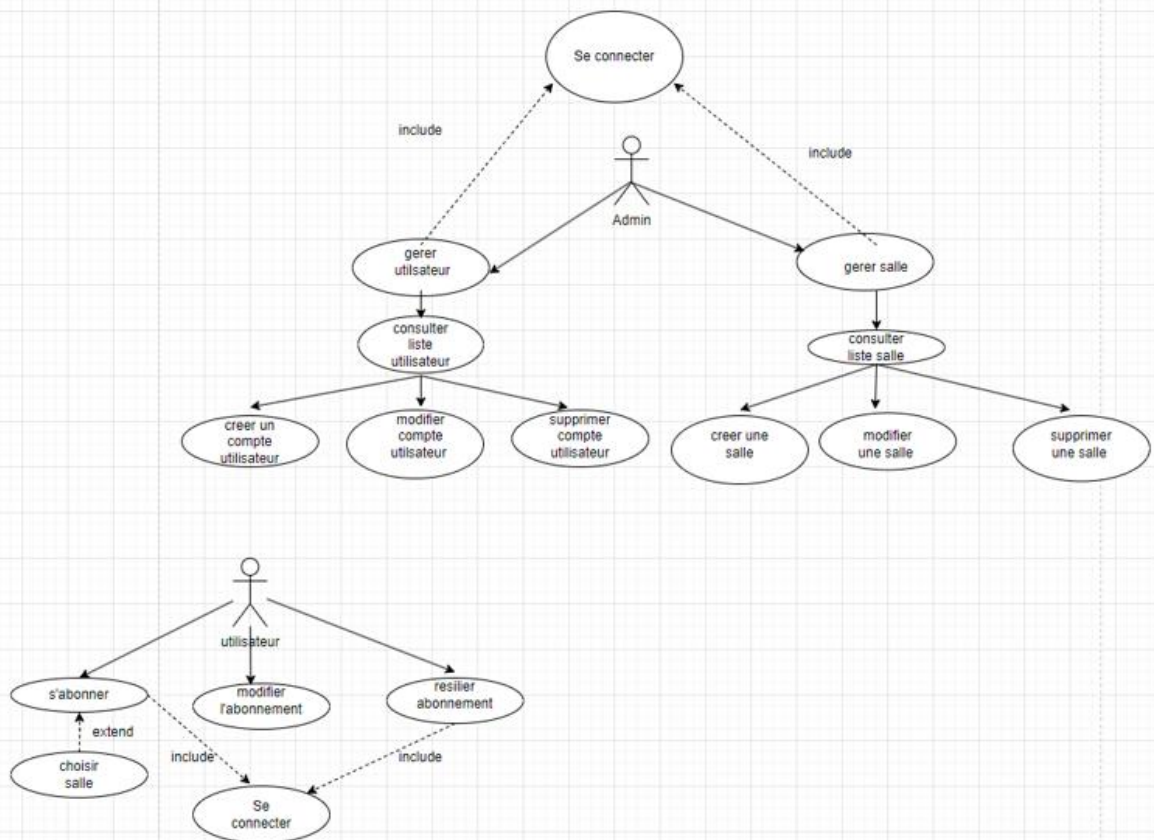 Se connecter
include
include
Admin
gerer
utilsateur
gerer salle
consulter
liste
utilisateur
consulter
liste salle
creer un
compte
utilisateur
modifier
compte
utilsateur
supprimer
compte
utilisateur
creer une
salle
modifier
une salle
supprimer
une salle
utilisateur
s'abonner
modifier
l'abonnement
resilier
abonnement
extend
include
include
choisir
salle
Se
connecter